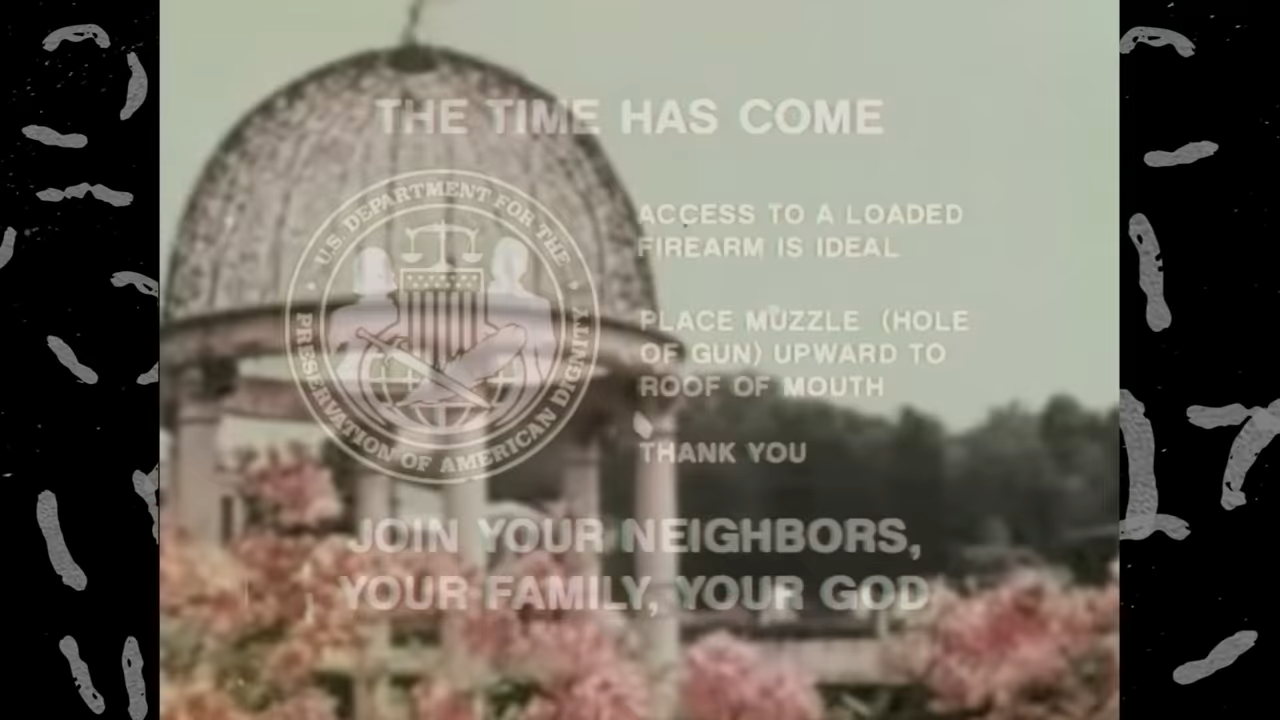 THE TIME HAS COME
U.S. DEPARTMENT FOR THE
PRESERVATION OF AMERICAN DIGNITY
ACCESS TO A LOADED
FIREARM IS IDEAL
PLACE MUZZLE (HOLE
OF GUN) UPWARD TO
ROOF OF MOUTH
THANK YOU
JOIN YOUR NEIGHBORS,
YOUR FAMILY, YOUR GOD